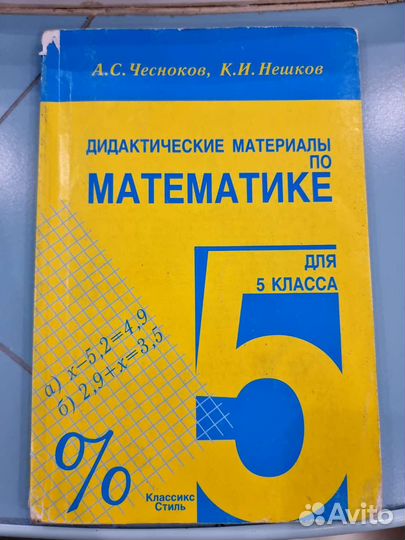 А.С.Чесноков, К.И.Нешков
ДИДАКТИЧЕСКИЕ МАТЕРИАЛЫ
ПО
МАТЕМАТИКЕ
ДЛЯ
5 КЛАССА
5
а) x−5,2=4,9
б) 2,9+x=3,5
%
Классикс
Стиль
Avito